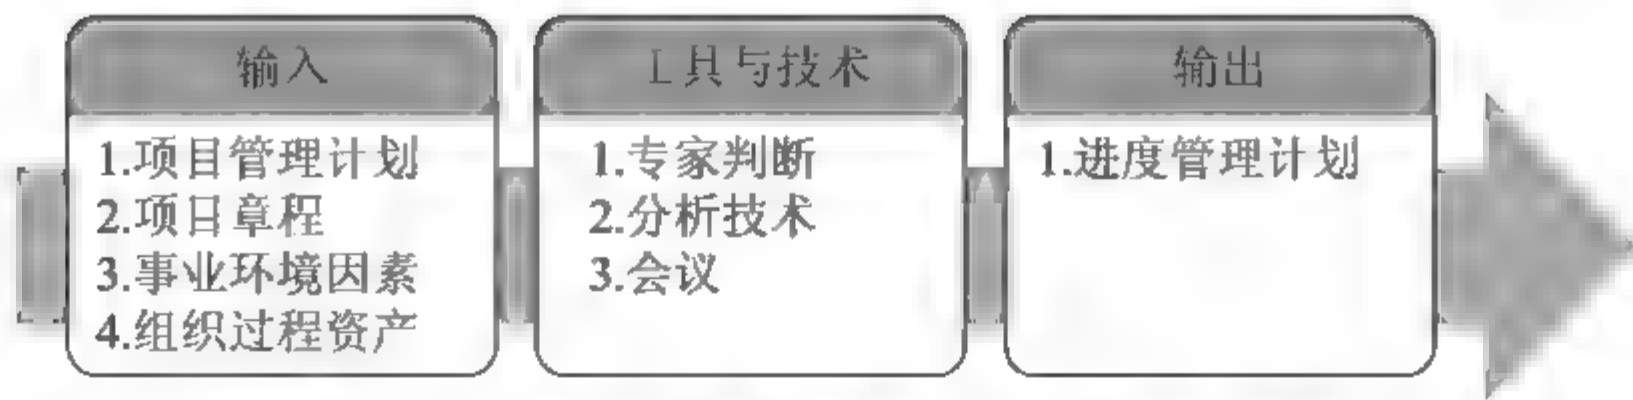 输入
1.项目管理计划
2.项目章程
3.事业环境因素
4.组织过程资产
工具与技术
1.专家判断
2.分析技术
3.会议
输出
1.进度管理计划